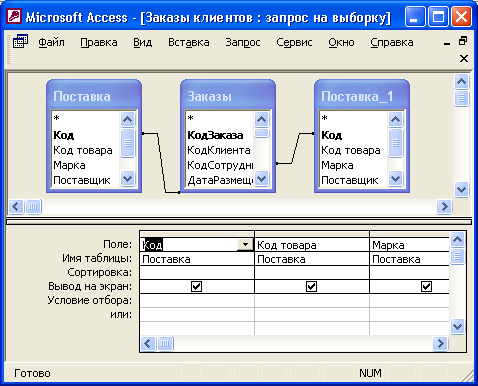 Microsoft Access - [Заказы клиентов : запрос на выборку]
Файл Правка Вид Вставка Запрос Сервис Окно Справка
Поставка Заказы Поставка_1
* * *
Код КодЗаказа Код
Код товара КодКлиента Код товара
Марка КодСотрудн Марка
Поставщик ДатаРазмещ Поставщик
Поле: Код Код товара Марка
Имя таблицы: Поставка Поставка Поставка
Сортировка:
Вывод на экран:
Условие отбора:
или:
Готово NUM